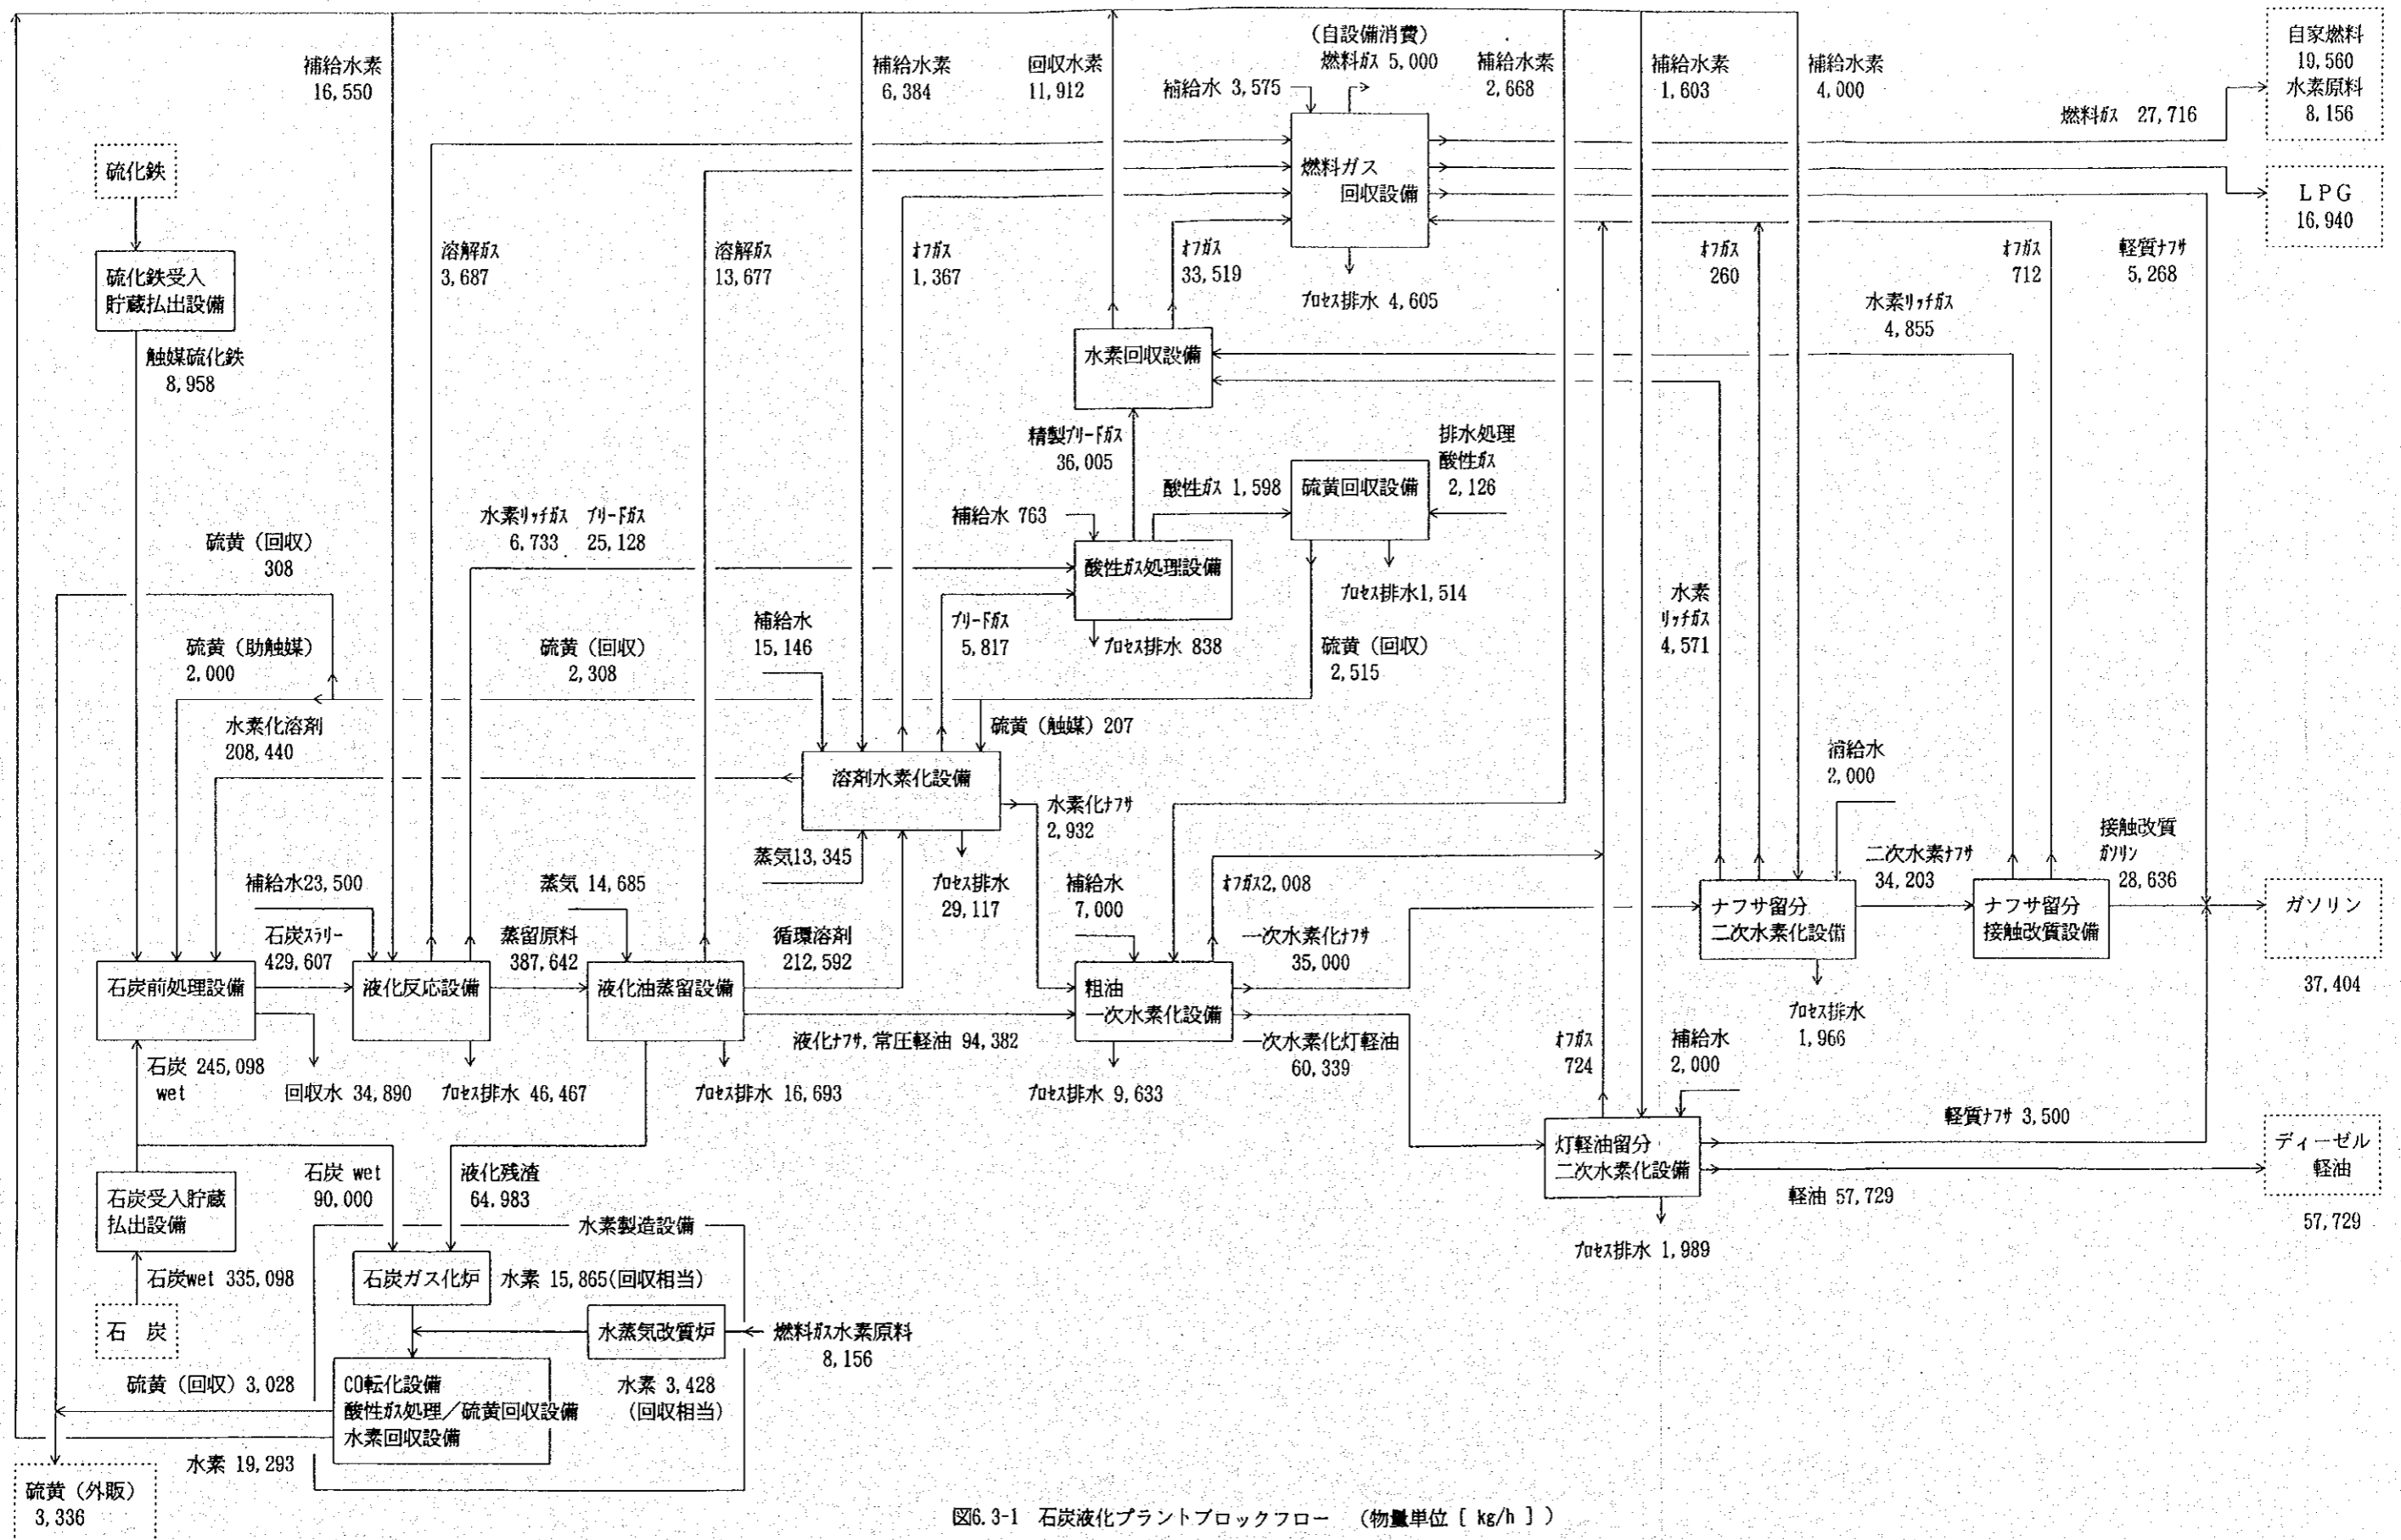 補給水素
16,550
補給水素
6,384
回収水素
11,912
(自設備消費)
燃料ガス 5,000
補給水 3,575
補給水素
2,668
補給水素
1,603
補給水素
4,000
燃料ガス 27,716
自家燃料
19,560
水素原料
8,156
LPG
16,940
硫化鉄
硫化鉄受入
貯蔵払出設備
触媒硫化鉄
8,958
溶解ガス
3,687
溶解ガス
13,677
オフガス
1,367
オフガス
33,519
燃料ガス
回収設備
プロセス排水 4,605
オフガス
260
オフガス
712
軽質ナフサ
5,268
水素リッチガス
4,855
水素回収設備
精製ブリードガス
36,005
排水処理
酸性ガス
2,126
酸性ガス 1,598
硫黄回収設備
補給水 763
水素リッチガス
6,733
ブリードガス
25,128
酸性ガス処理設備
プロセス排水1,514
硫黄(回収)
308
硫黄(助触媒)
2,000
硫黄(回収)
2,308
補給水
15,146
ブリードガス
5,817
プロセス排水 838
硫黄(回収)
2,515
水素
リッチガス
4,571
水素化溶剤
208,440
硫黄(触媒) 207
溶剤水素化設備
水素化ナフサ
2,932
補給水
2,000
蒸気13,345
プロセス排水
29,117
補給水23,500
蒸気 14,685
補給水
7,000
オフガス2,008
二次水素ナフサ
34,203
接触改質
ガソリン
28,636
石炭スラリー
429,607
蒸留原料
387,642
循環溶剤
212,592
一次水素化ナフサ
35,000
ナフサ留分
二次水素化設備
ナフサ留分
接触改質設備
ガソリン
37,404
石炭前処理設備
液化反応設備
液化油蒸留設備
粗油
一次水素化設備
液化ナフサ,常圧軽油 94,382
一次水素化灯軽油
60,339
プロセス排水
1,966
石炭 245,098
wet
回収水 34,890
プロセス排水 46,467
プロセス排水 16,693
プロセス排水 9,633
オフガス
724
補給水
2,000
灯軽油留分
二次水素化設備
軽質ナフサ 3,500
軽油 57,729
ディーゼル
軽油
57,729
プロセス排水 1,989
石炭受入貯蔵
払出設備
石炭 wet
90,000
液化残渣
64,983
水素製造設備
石炭wet 335,098
石炭ガス化炉
水素 15,865(回収相当)
石 炭
水蒸気改質炉
燃料ガス水素原料
8,156
硫黄(回収) 3,028
CO転化設備
酸性ガス処理/硫黄回収設備
水素回収設備
水素 3,428
(回収相当)
水素 19,293
硫黄(外販)
3,336
図6.3-1 石炭液化プラントブロックフロー (物量単位 [ kg/h ])